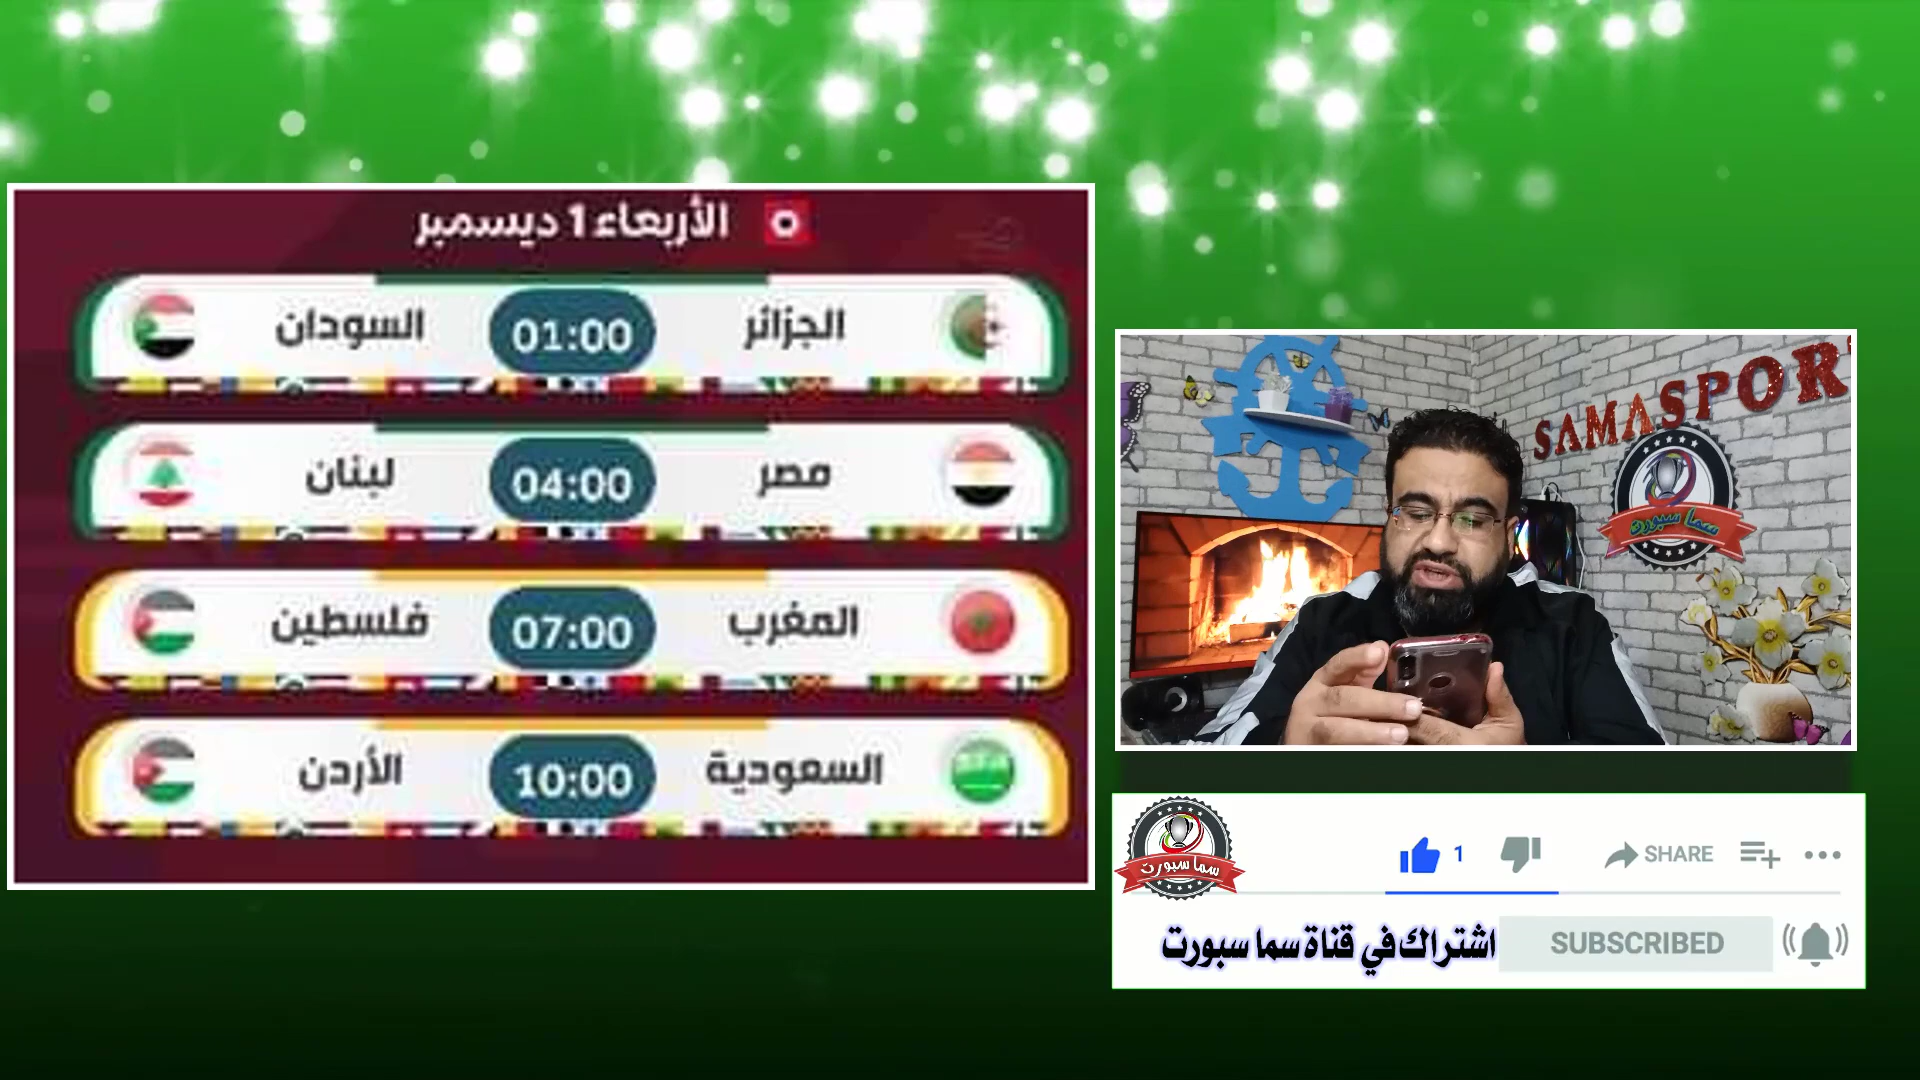 الأربعاء 1 ديسمبر
الجزائر 01:00 السودان
مصر 04:00 لبنان
المغرب 07:00 فلسطين
السعودية 10:00 الأردن
SAMASPOR
سما سبورت
سما سبورت
1 SHARE
اشتراك في قناة سما سبورت SUBSCRIBED